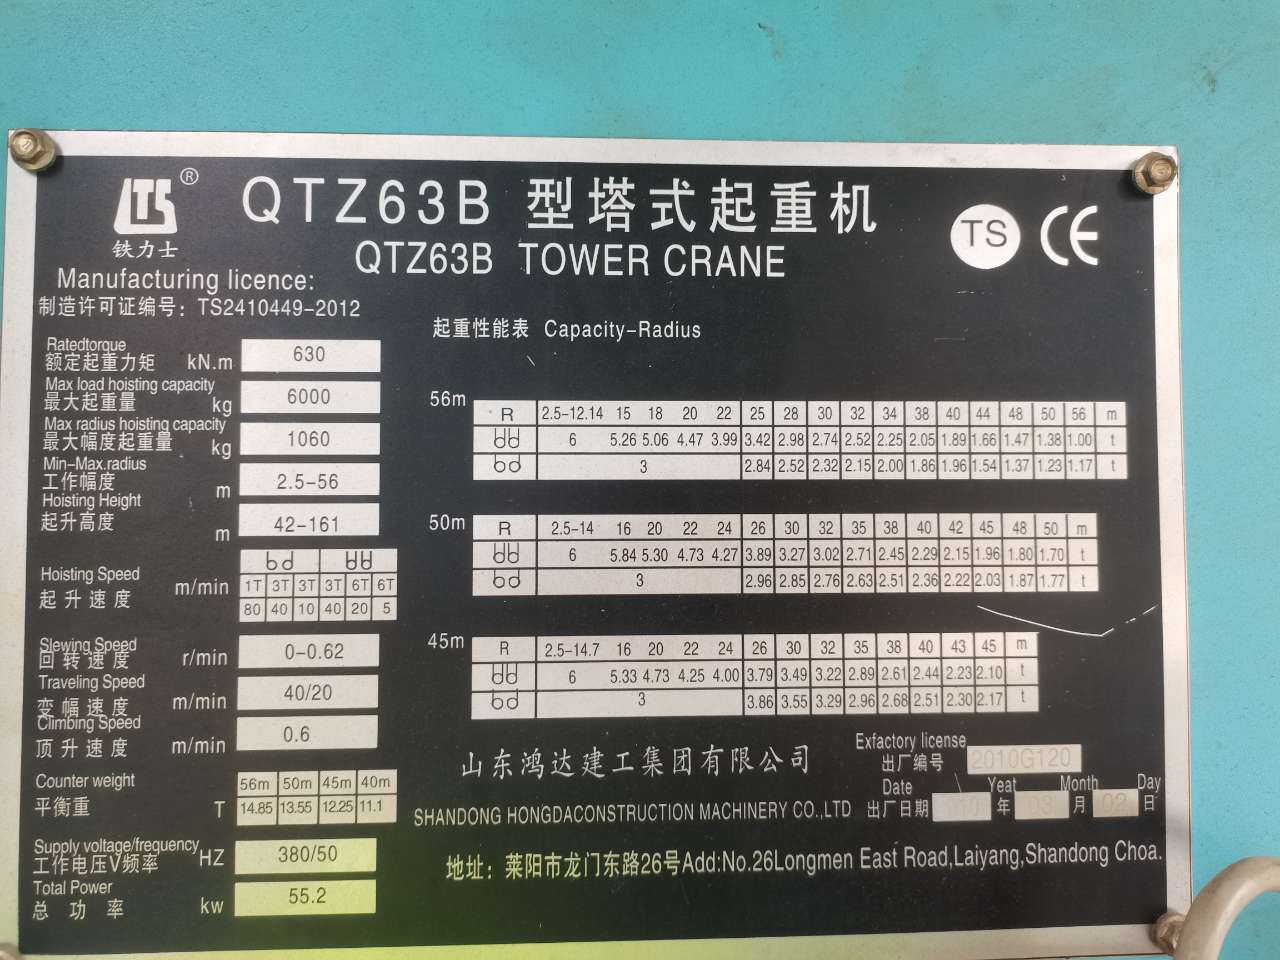 LTS ®
铁力士
QTZ63B 型塔式起重机
QTZ63B TOWER CRANE
TS CE
Manufacturing licence:
制造许可证编号：TS2410449-2012
Ratedtorque
额定起重力矩 kN.m 630
Max load hoisting capacity
最大起重量 kg 6000
Max radius hoisting capacity
最大幅度起重量 kg 1060
Min-Max.radius
工作幅度 m 2.5-56
Hoisting Height
起升高度 m 42-161
Hoisting Speed
起升速度 m/min
1T 3T 3T 3T 6T 6T
80 40 10 40 20 5
Slewing Speed
回转速度 r/min 0-0.62
Traveling Speed
变幅速度 m/min 40/20
Climbing Speed
顶升速度 m/min 0.6
Counter weight
平衡重 T
56m 50m 45m 40m
14.85 13.55 12.25 11.1
Supply voltage/frequency
工作电压V频率 HZ 380/50
Total Power
总功率 kw 55.2
起重性能表 Capacity-Radius
56m
R 2.5-12.14 15 18 20 22 25 28 30 32 34 38 40 44 48 50 56 m
6 5.26 5.06 4.47 3.99 3.42 2.98 2.74 2.52 2.25 2.05 1.89 1.66 1.47 1.38 1.00 t
3 2.84 2.52 2.32 2.15 2.00 1.86 1.96 1.54 1.37 1.23 1.17 t
50m
R 2.5-14 16 20 22 24 26 30 32 35 38 40 42 45 48 50 m
6 5.84 5.30 4.73 4.27 3.89 3.27 3.02 2.71 2.45 2.29 2.15 1.96 1.80 1.70 t
3 2.96 2.85 2.76 2.63 2.51 2.36 2.22 2.03 1.87 1.77 t
45m
R 2.5-14.7 16 20 22 24 26 30 32 35 38 40 43 45 m
6 5.33 4.73 4.25 4.00 3.79 3.49 3.22 2.89 2.61 2.44 2.23 2.10 t
3 3.86 3.55 3.29 2.96 2.68 2.51 2.30 2.17 t
山东鸿达建工集团有限公司
SHANDONG HONGDACONSTRUCTION MACHINERY CO.,LTD
Exfactory license
出厂编号 2010G120
Date Yeat Month Day
出厂日期 年 03 月 02 日
地址：莱阳市龙门东路26号Add:No.26Longmen East Road,Laiyang,Shandong Choa.